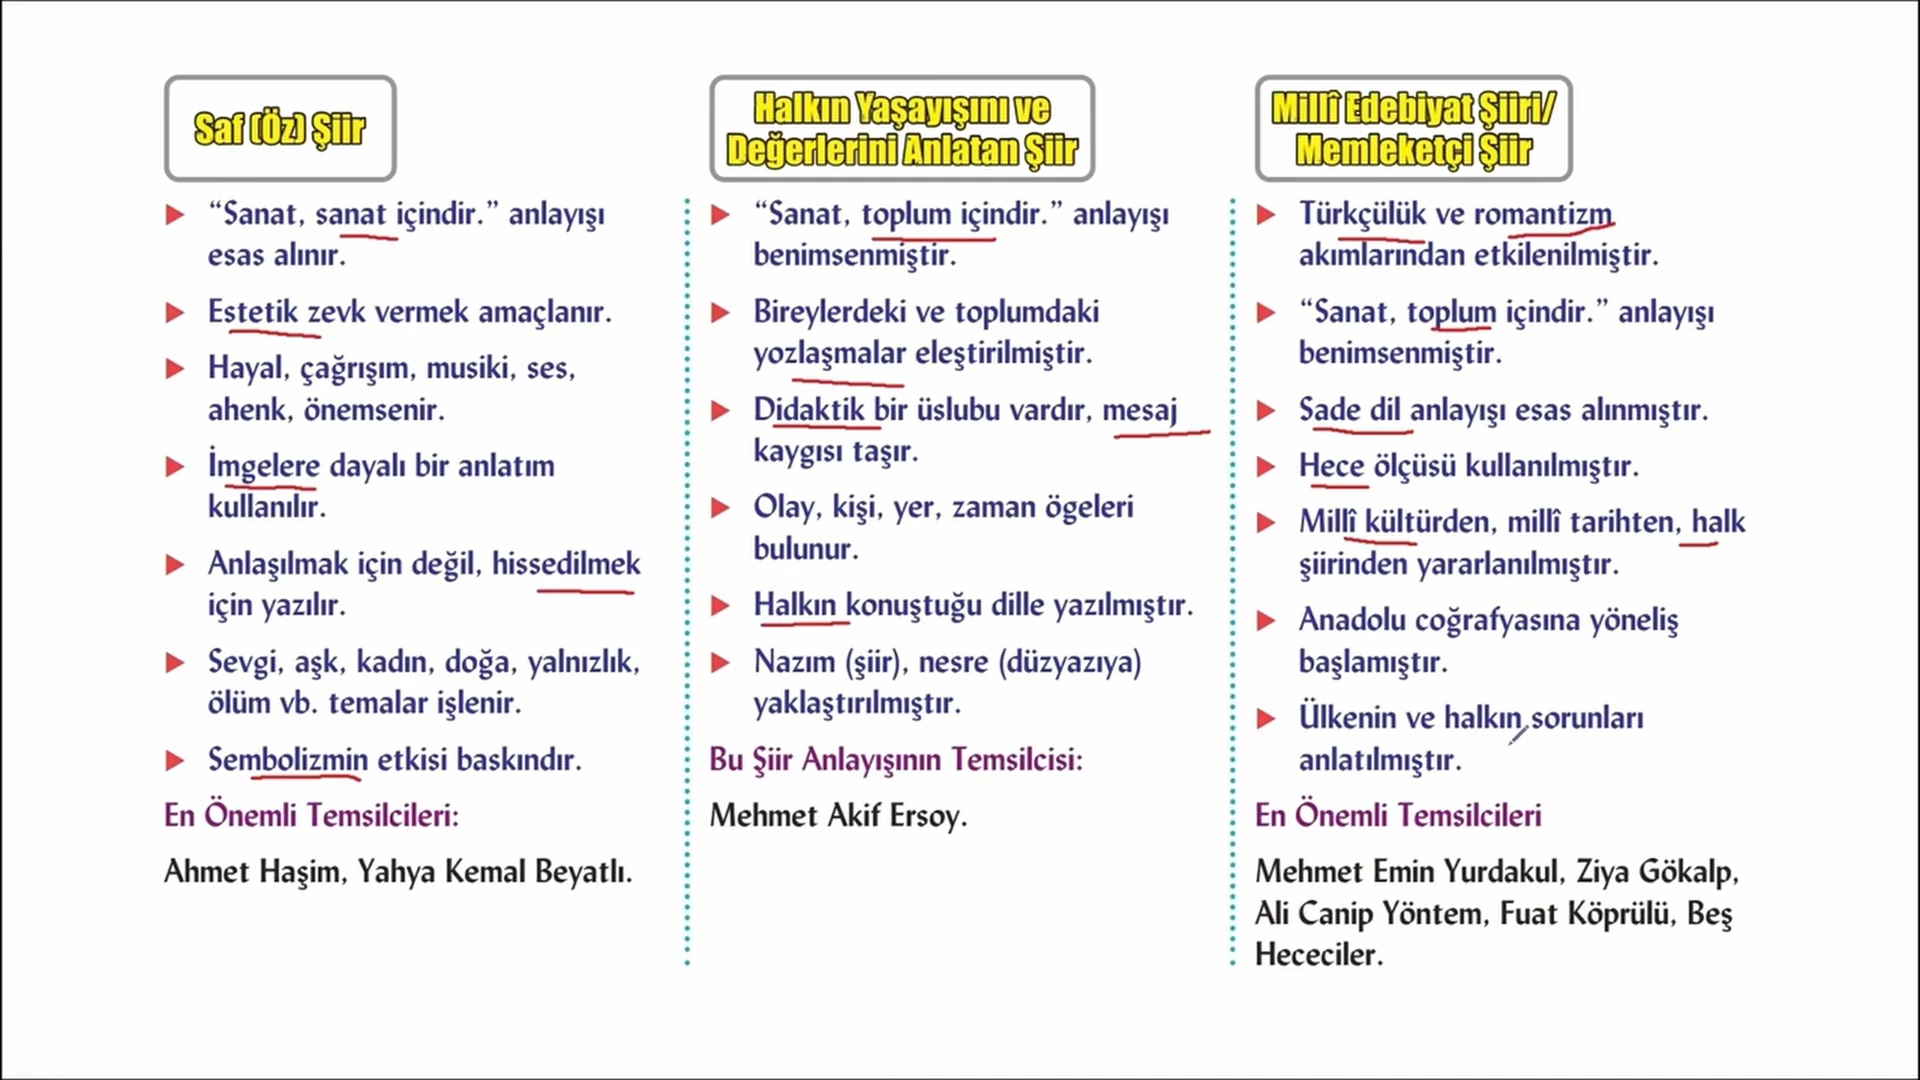 Saf (Öz) Şiir
“Sanat, sanat içindir.” anlayışı
esas alınır.
Estetik zevk vermek amaçlanır.
Hayal, çağrışım, musiki, ses,
ahenk, önemsenir.
İmgelere dayalı bir anlatım
kullanılır.
Anlaşılmak için değil, hissedilmek
için yazılır.
Sevgi, aşk, kadın, doğa, yalnızlık,
ölüm vb. temalar işlenir.
Sembolizmin etkisi baskındır.
En Önemli Temsilcileri:
Ahmet Haşim, Yahya Kemal Beyatlı.
Halkın Yaşayışını ve
Değerlerini Anlatan Şiir
“Sanat, toplum içindir.” anlayışı
benimsenmiştir.
Bireylerdeki ve toplumdaki
yozlaşmalar eleştirilmiştir.
Didaktik bir üslubu vardır, mesaj
kaygısı taşır.
Olay, kişi, yer, zaman ögeleri
bulunur.
Halkın konuştuğu dille yazılmıştır.
Nazım (şiir), nesre (düzyazıya)
yaklaştırılmıştır.
Bu Şiir Anlayışının Temsilcisi:
Mehmet Akif Ersoy.
Millî Edebiyat Şiiri/
Memleketçi Şiir
Türkçülük ve romantizm
akımlarından etkilenilmiştir.
“Sanat, toplum içindir.” anlayışı
benimsenmiştir.
Sade dil anlayışı esas alınmıştır.
Hece ölçüsü kullanılmıştır.
Millî kültürden, millî tarihten, halk
şiirinden yararlanılmıştır.
Anadolu coğrafyasına yöneliş
başlamıştır.
Ülkenin ve halkın sorunları
anlatılmıştır.
En Önemli Temsilcileri
Mehmet Emin Yurdakul, Ziya Gökalp,
Ali Canip Yöntem, Fuat Köprülü, Beş
Hececiler.